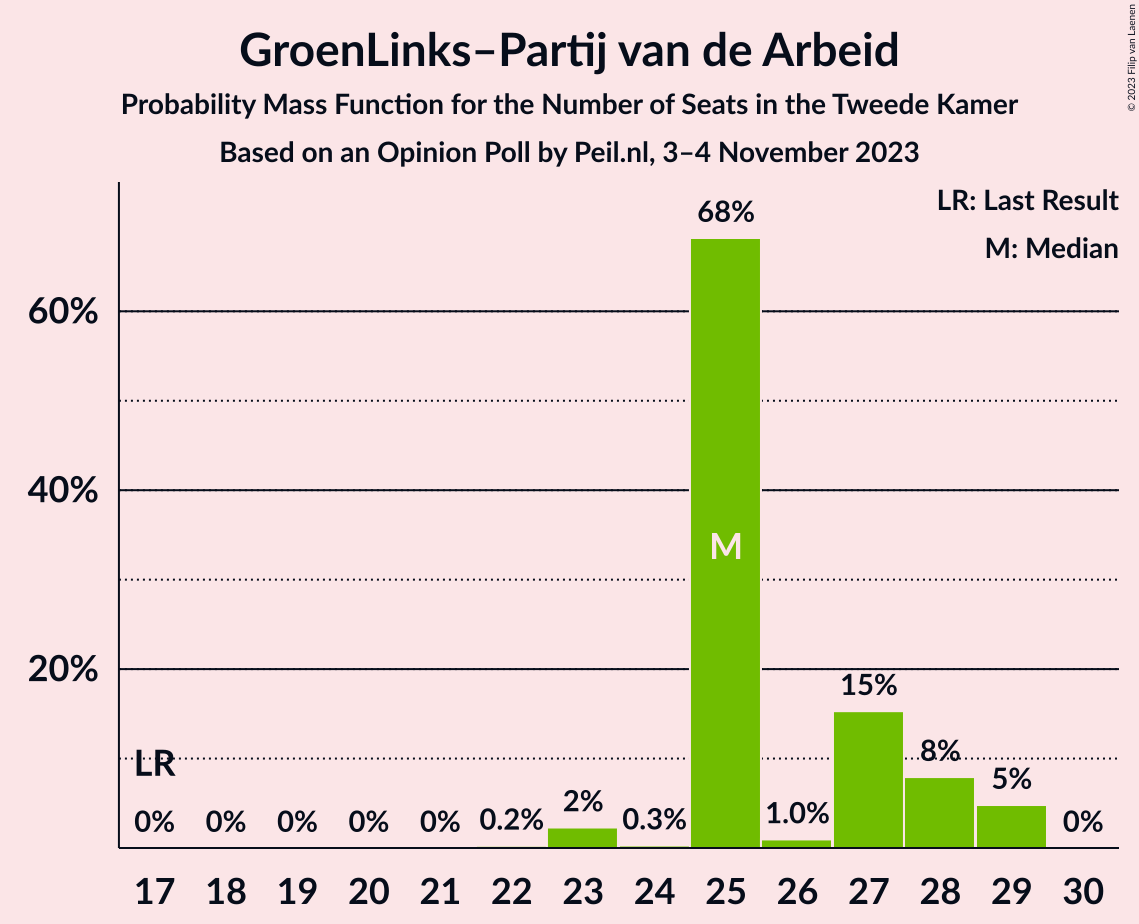 GroenLinks–Partij van de Arbeid
Probability Mass Function for the Number of Seats in the Tweede Kamer
Based on an Opinion Poll by Peil.nl, 3–4 November 2023
© 2023 Filip van Laenen
LR: Last Result
M: Median
68%
60%
40%
M
20%
15%
LR
8%
5%
0% 0% 0% 0% 0% 0.2% 2% 0.3% 1.0% 0%
17 18 19 20 21 22 23 24 25 26 27 28 29 30